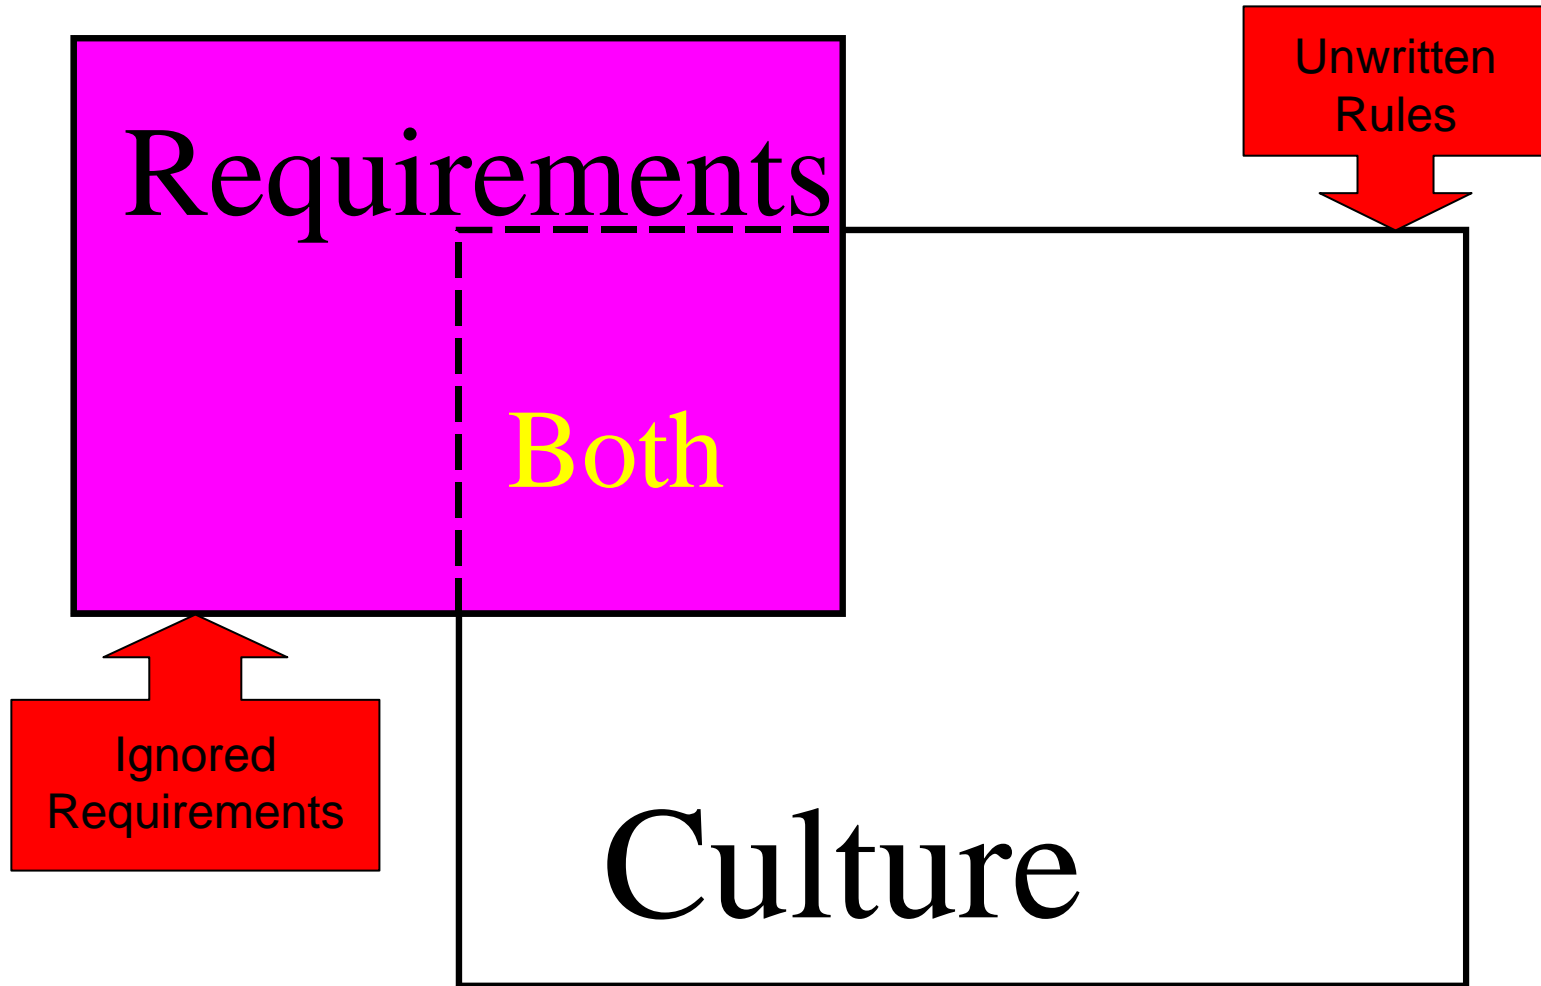 Unwritten
Rules
Requirements
Both
Ignored
Requirements
Culture